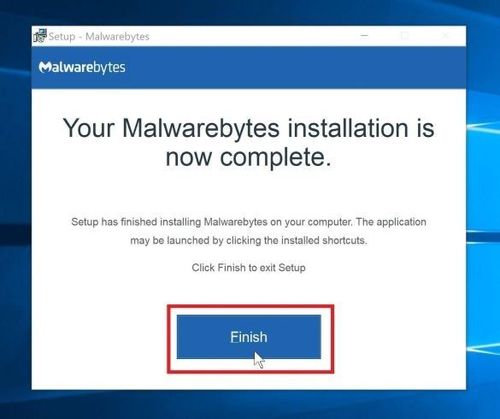 Setup - Malwarebytes
Malwarebytes
Your Malwarebytes installation is
now complete.
Setup has finished installing Malwarebytes on your computer. The application
may be launched by clicking the installed shortcuts.
Click Finish to exit Setup
Finish